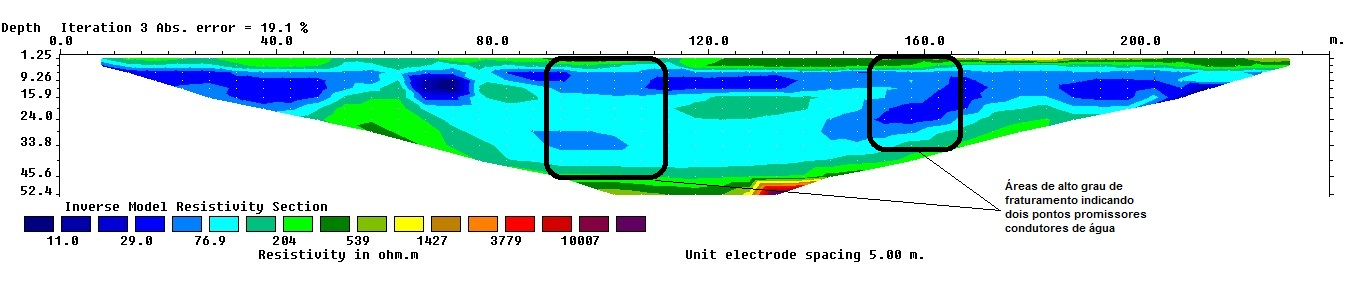 Depth Iteration 3 Abs. error = 19.1 %
0.0 40.0 80.0 120.0 160.0 200.0 m.
1.25
9.26
15.9
24.0
33.8
45.6
52.4
Áreas de alto grau de
fraturamento indicando
dois pontos promissores
condutores de água
Inverse Model Resistivity Section
11.0 29.0 76.9 204 539 1427 3779 10007
Resistivity in ohm.m
Unit electrode spacing 5.00 m.